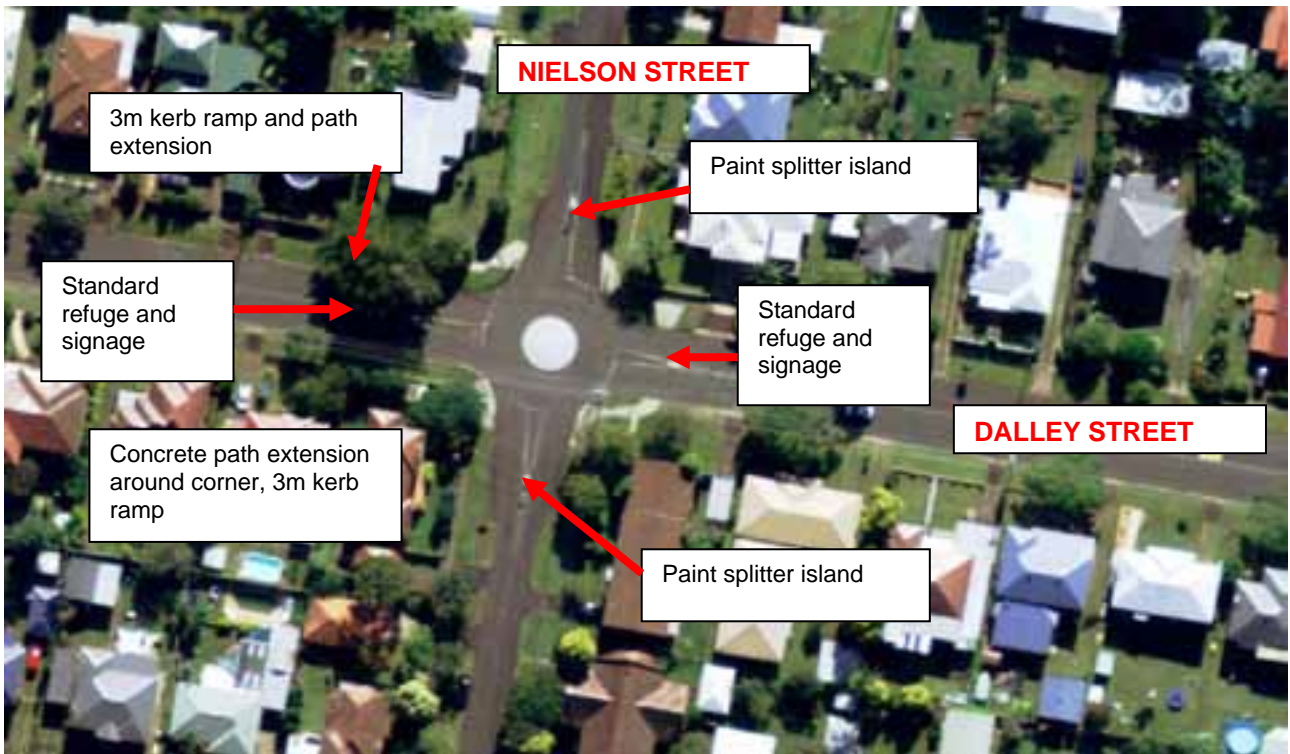 NIELSON STREET
3m kerb ramp and path
extension
Paint splitter island
Standard
refuge and
signage
Standard
refuge and
signage
DALLEY STREET
Concrete path extension
around corner, 3m kerb
ramp
Paint splitter island